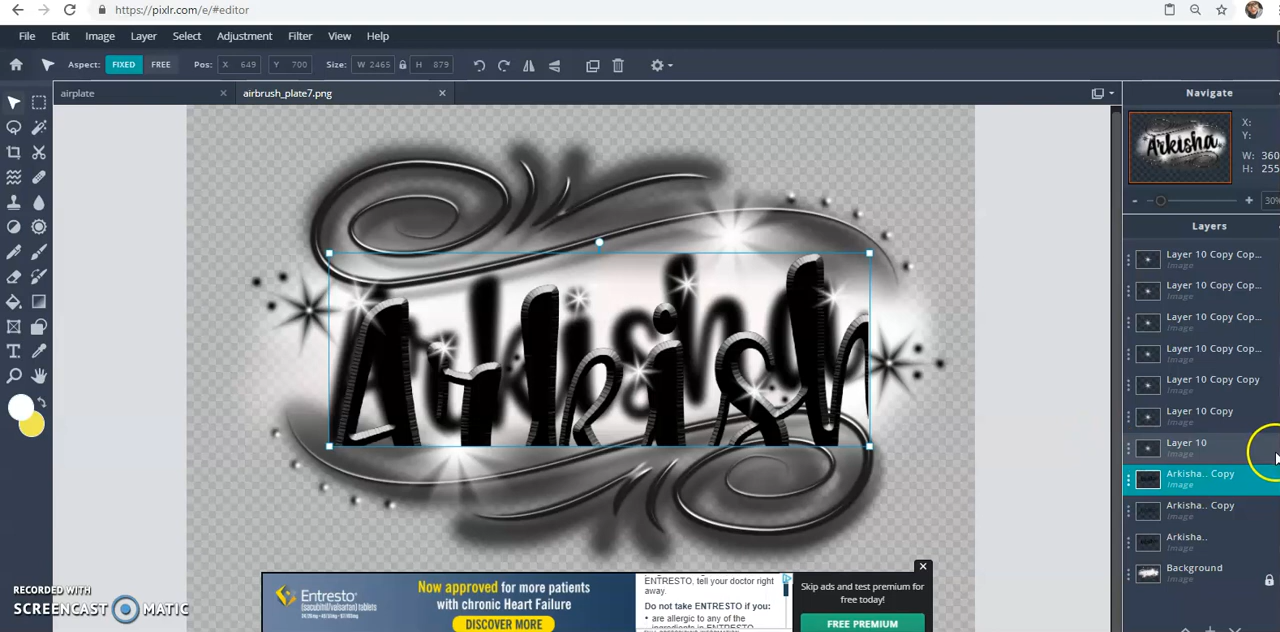 https://pixlr.com/e/#editor
File Edit Image Layer Select Adjustment Filter View Help
Aspect: FIXED FREE Pos: X 649 Y 700 Size: W 2465 H 879
airplate × airbrush_plate7.png ×
Navigate
X:
Y:
W: 360
H: 255
- + 30%
Layers
Layer 10 Copy Cop...
Image
Layer 10 Copy Cop...
Image
Layer 10 Copy Cop...
Image
Layer 10 Copy Cop...
Image
Layer 10 Copy Copy
Image
Layer 10 Copy
Image
Layer 10
Image
Arkisha.. Copy
Image
Arkisha.. Copy
Image
Arkisha..
Image
Background
Image
Arkisha
Arkish
RECORDED WITH
SCREENCAST MATIC
Entresto
Now approved for more patients
with chronic Heart Failure
DISCOVER MORE
ENTRESTO, tell your doctor right
away.
Do not take ENTRESTO if you:
• are allergic to any of the
Skip ads and test premium for
free today!
FREE PREMIUM